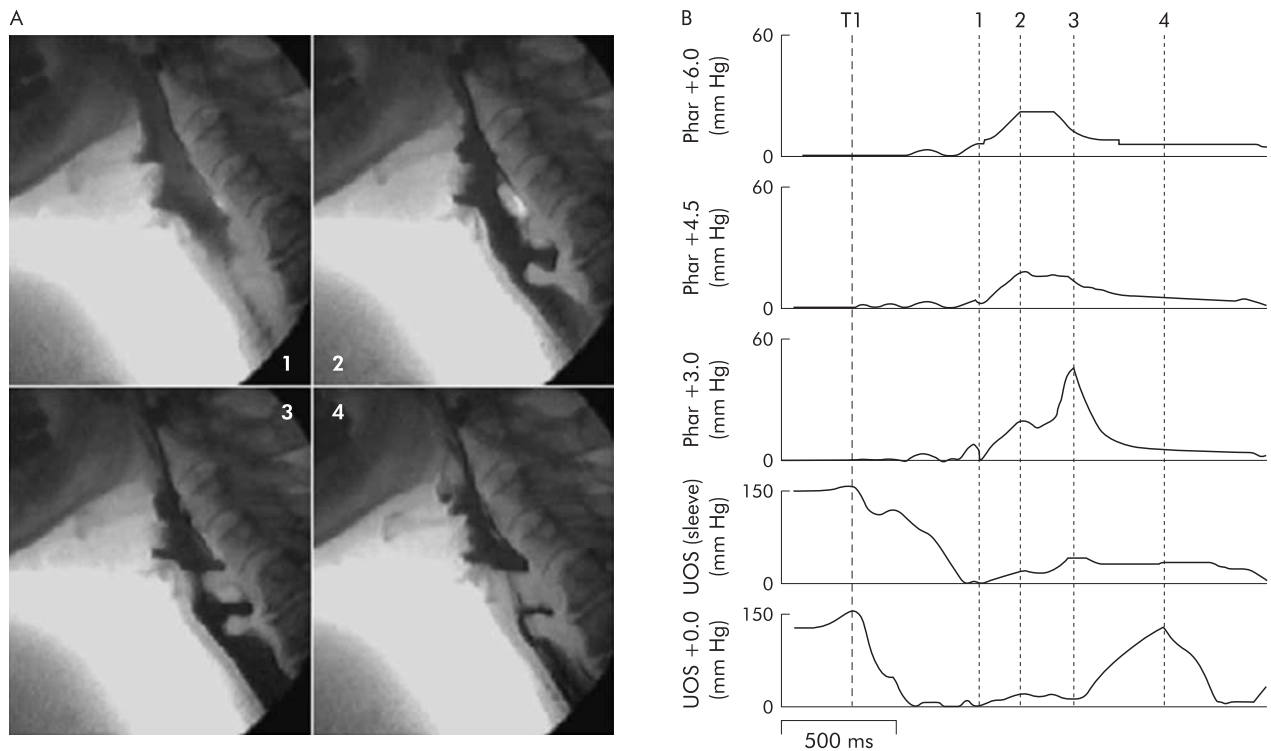 A
1
2
3
4
B
T1 1 2 3 4
60
Phar +6.0
(mm Hg)
0
60
Phar +4.5
(mm Hg)
0
60
Phar +3.0
(mm Hg)
0
150
UOS (sleeve)
(mm Hg)
0
150
UOS +0.0
(mm Hg)
0
500 ms